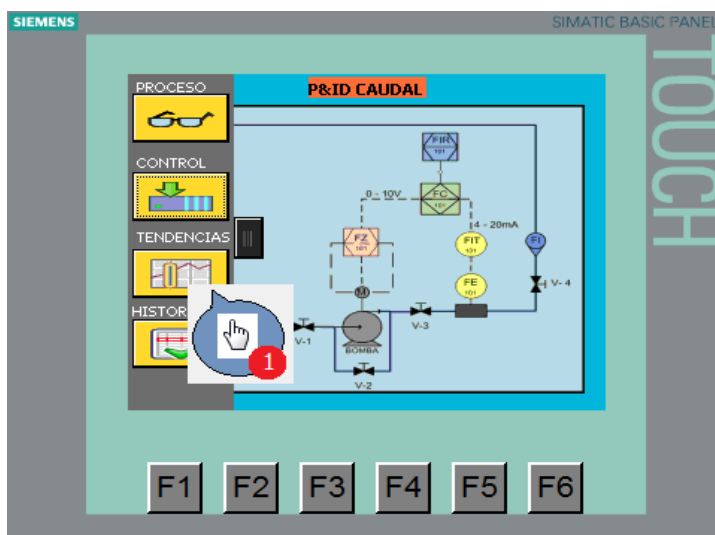 SIEMENS
SIMATIC BASIC PANEL
TOUCH
PROCESO
P&ID CAUDAL
CONTROL
TENDENCIAS
HISTOR
FIR
101
0 - 10V
FC
101
4 - 20mA
FZ
101
FIT
101
FI
FE
101
M
V- 4
V-3
V-1
BOMBA
V-2
1
F1 F2 F3 F4 F5 F6